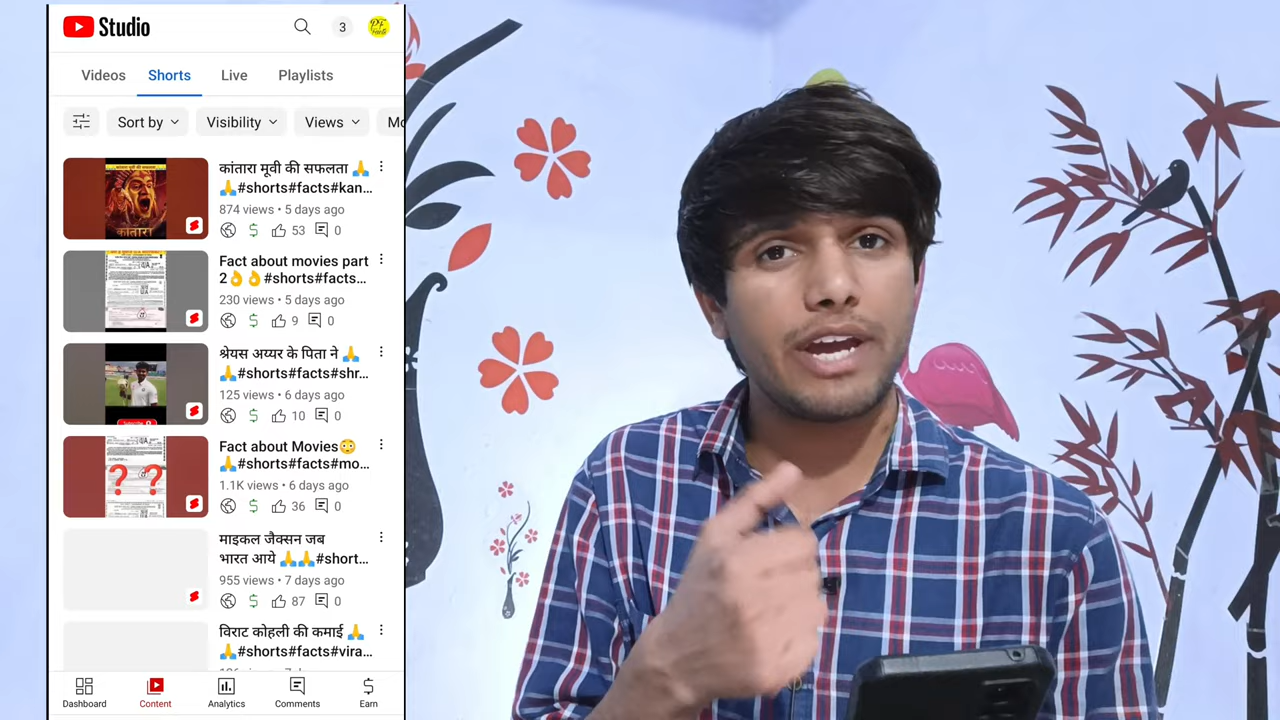 Studio
3
Videos Shorts Live Playlists
Sort by Visibility Views Mo
कांतारा मूवी की सफलता 🙏
🙏#shorts#facts#kan...
874 views • 5 days ago
53 0
Fact about movies part
2👌👌#shorts#facts...
230 views • 5 days ago
9 0
श्रेयस अय्यर के पिता ने 🙏
🙏#shorts#facts#shr...
125 views • 6 days ago
10 0
Fact about Movies😳
🙏#shorts#facts#mo...
1.1K views • 6 days ago
36 0
माइकल जैक्सन जब
भारत आये 🙏🙏#short...
955 views • 7 days ago
87 0
विराट कोहली की कमाई 🙏
🙏#shorts#facts#vira...
Dashboard Content Analytics Comments Earn
कांतारा